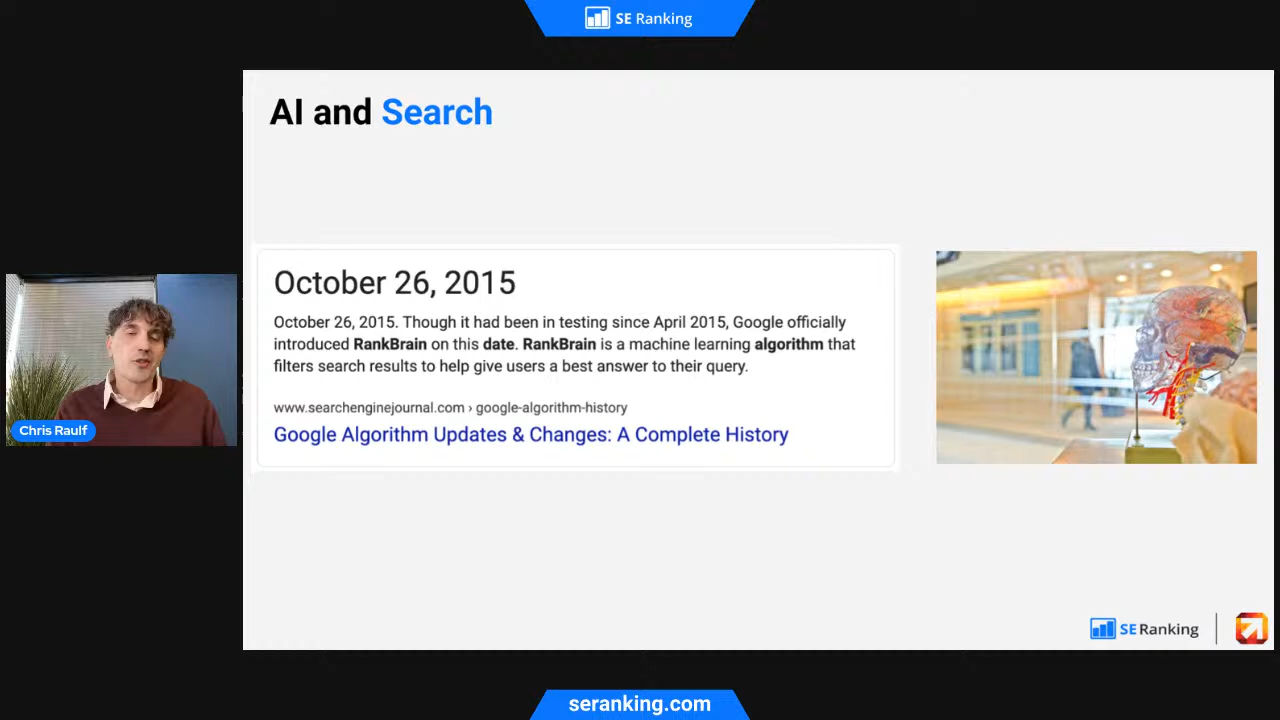 SE Ranking
AI and Search
October 26, 2015
October 26, 2015. Though it had been in testing since April 2015, Google officially
introduced RankBrain on this date. RankBrain is a machine learning algorithm that
filters search results to help give users a best answer to their query.
www.searchenginejournal.com › google-algorithm-history
Google Algorithm Updates & Changes: A Complete History
Chris Raulf
SE Ranking
seranking.com